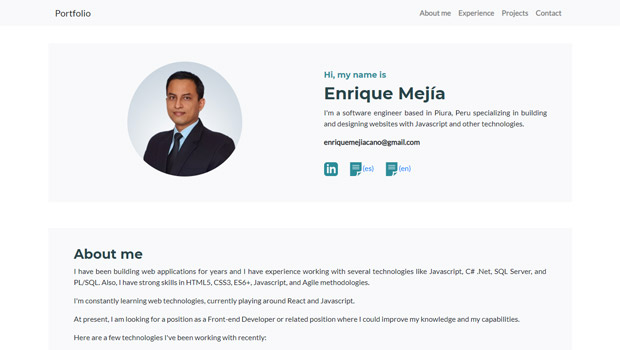 Portfolio
About me Experience Projects Contact
Hi, my name is
Enrique Mejía
I'm a software engineer based in Piura, Peru specializing in building
and designing websites with Javascript and other technologies.
enriquemejiacano@gmail.com
in (es) (en)
About me
I have been building web applications for years and I have experience working with several technologies like Javascript, C# .Net, SQL Server, and
PL/SQL. Also, I have strong skills in HTML5, CSS3, ES6+, Javascript, and Agile methodologies.
I'm constantly learning web technologies, currently playing around React and Javascript.
At present, I am looking for a position as a Front-end Developer or related position where I could improve my knowledge and my capabilities.
Here are a few technologies I've been working with recently: